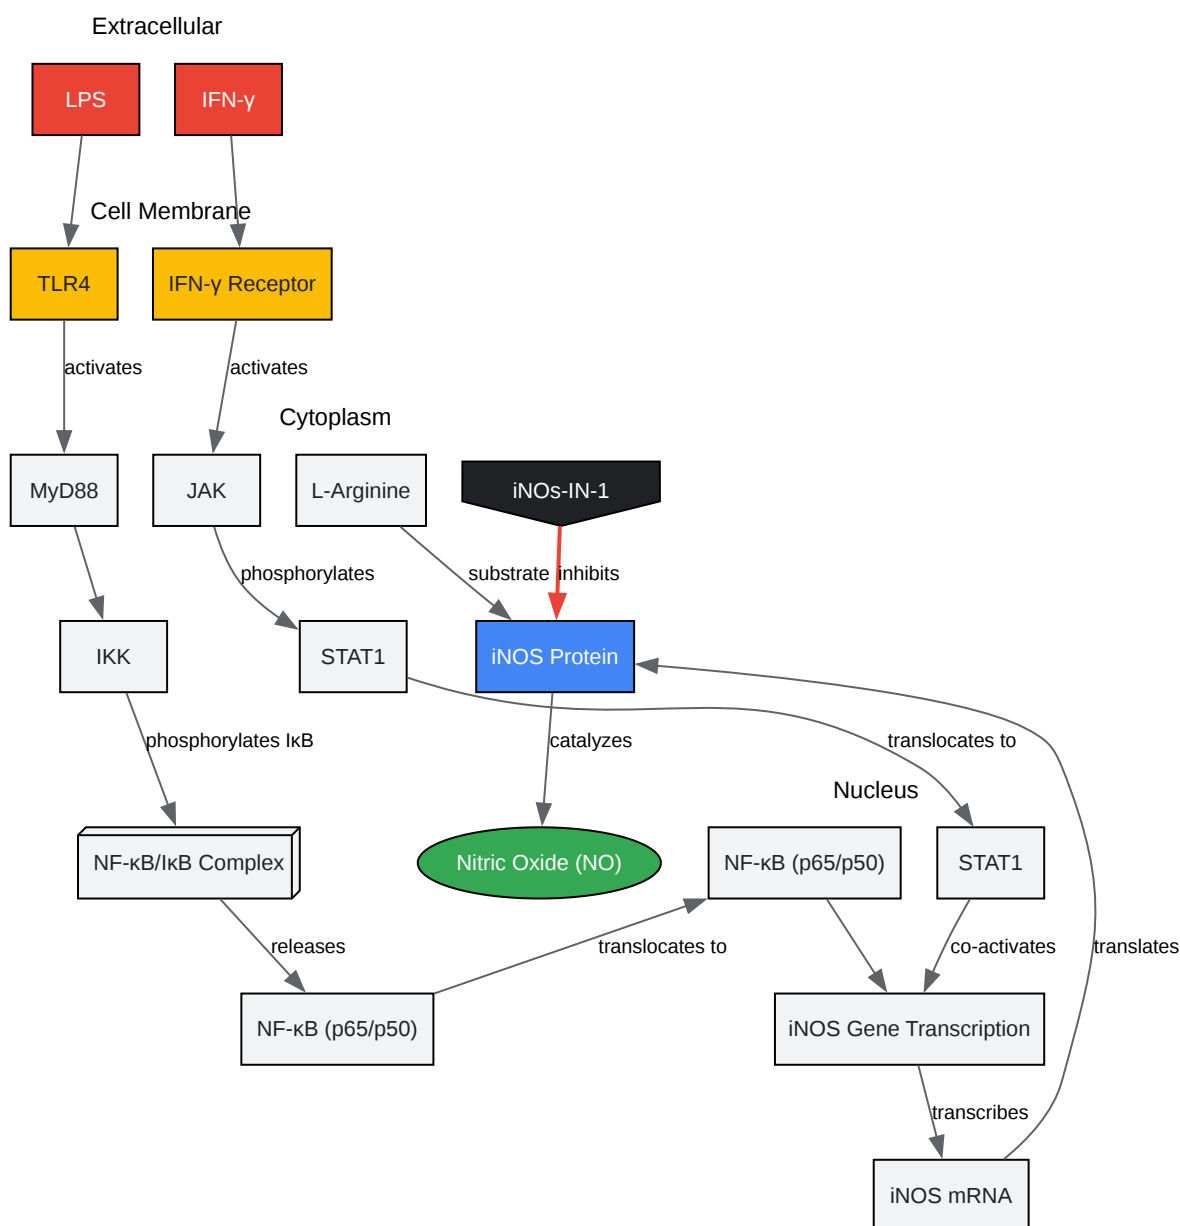 Extracellular
LPS
IFN-γ
Cell Membrane
TLR4
IFN-γ Receptor
activates
activates
Cytoplasm
MyD88
JAK
L-Arginine
iNOs-IN-1
phosphorylates
substrate
inhibits
IKK
STAT1
iNOS Protein
phosphorylates IκB
catalyzes
translocates to
Nucleus
NF-κB/IκB Complex
Nitric Oxide (NO)
NF-κB (p65/p50)
STAT1
releases
translocates to
co-activates
translates
NF-κB (p65/p50)
iNOS Gene Transcription
transcribes
iNOS mRNA